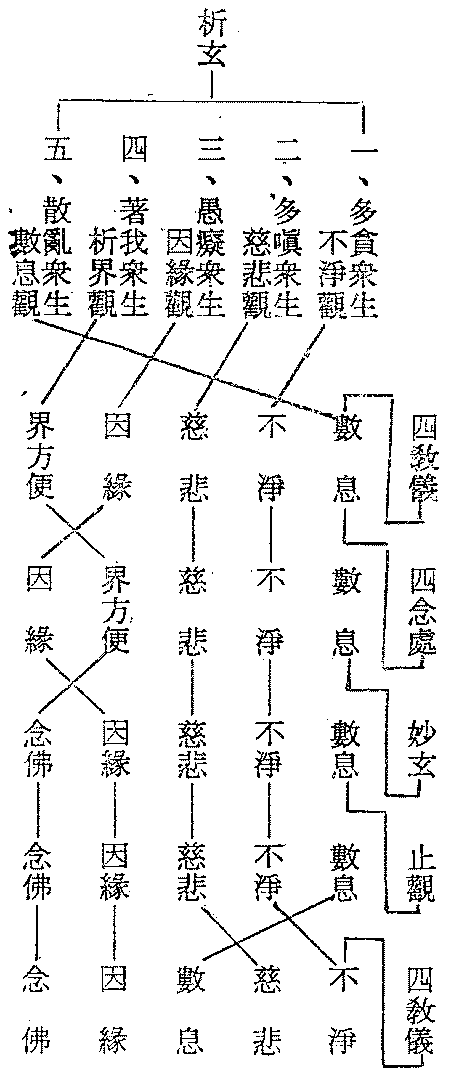 析玄
一、多貪衆生
不淨觀
二、多嗔衆生
慈悲觀
三、愚癡衆生
因緣觀
四、著我衆生
析界觀
五、散亂衆生
數息觀
四敎儀
數息
不淨
慈悲
因緣
界方便
四念處
數息
不淨
慈悲
界方便
因緣
妙玄
數息
不淨
慈悲
因緣
念佛
止觀
數息
不淨
慈悲
因緣
念佛
四敎儀
不淨
慈悲
數息
因緣
念佛